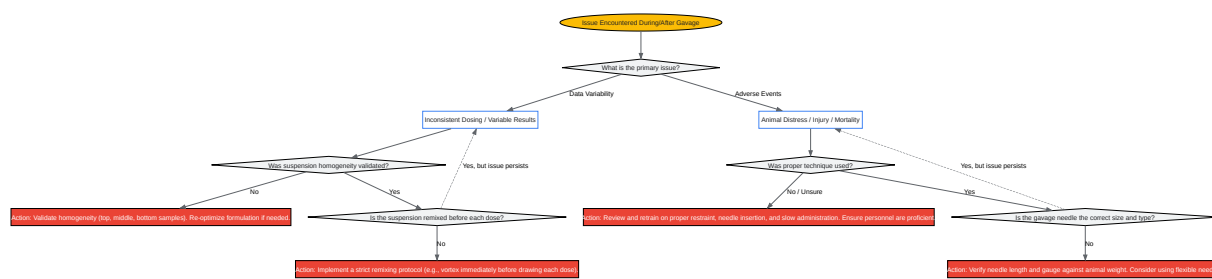 Issue Encountered During/After Gavage
What is the primary issue?
Data Variability
Adverse Events
Inconsistent Dosing / Variable Results
Animal Distress / Injury / Mortality
Was suspension homogeneity validated?
Yes, but issue persists
Was proper technique used?
Yes, but issue persists
No
Yes
No / Unsure
Yes
Action: Validate homogeneity (top, middle, bottom samples). Re-optimize formulation if needed.
Is the suspension remixed before each dose?
Action: Review and retrain on proper restraint, needle insertion, and slow administration. Ensure personnel are proficient.
Is the gavage needle the correct size and type?
No
No
Action: Implement a strict remixing protocol (e.g., vortex immediately before drawing each dose).
Action: Verify needle length and gauge against animal weight. Consider using flexible